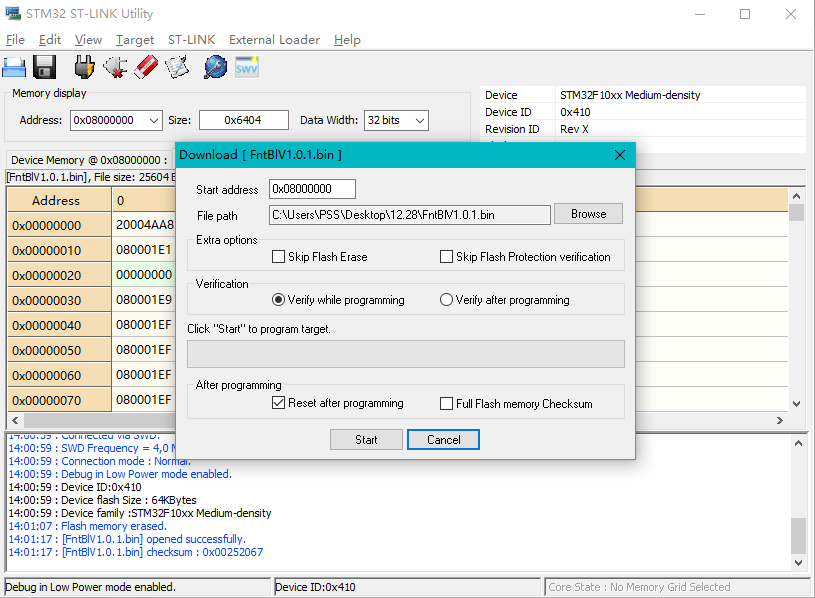 STM32 ST-LINK Utility
File Edit View Target ST-LINK External Loader Help
SWV
Memory display
Address: 0x08000000 Size: 0x6404 Data Width: 32 bits
Device STM32F10xx Medium-density
Device ID 0x410
Revision ID Rev X
Device Memory @ 0x08000000 :
[FntBlV1.0.1.bin], File size: 25604 B
Address 0
0x00000000 20004AA8
0x00000010 080001E1
0x00000020 00000000
0x00000030 080001E9
0x00000040 080001EF
0x00000050 080001EF
0x00000060 080001EF
0x00000070 080001EF
Download [ FntBlV1.0.1.bin ]
Start address 0x08000000
File path C:\Users\PSS\Desktop\12.28\FntBlV1.0.1.bin Browse
Extra options
Skip Flash Erase Skip Flash Protection verification
Verification
Verify while programming Verify after programming
Click "Start" to program target.
After programming
Reset after programming Full Flash memory Checksum
Start Cancel
14:00:59 : Connected via SWD.
14:00:59 : SWD Frequency = 4,0 M
14:00:59 : Connection mode : Normal.
14:00:59 : Debug in Low Power mode enabled.
14:00:59 : Device ID:0x410
14:00:59 : Device flash Size : 64KBytes
14:00:59 : Device family :STM32F10xx Medium-density
14:01:07 : Flash memory erased.
14:01:17 : [FntBlV1.0.1.bin] opened successfully.
14:01:17 : [FntBlV1.0.1.bin] checksum : 0x00252067
Debug in Low Power mode enabled. Device ID:0x410 Core State : No Memory Grid Selected